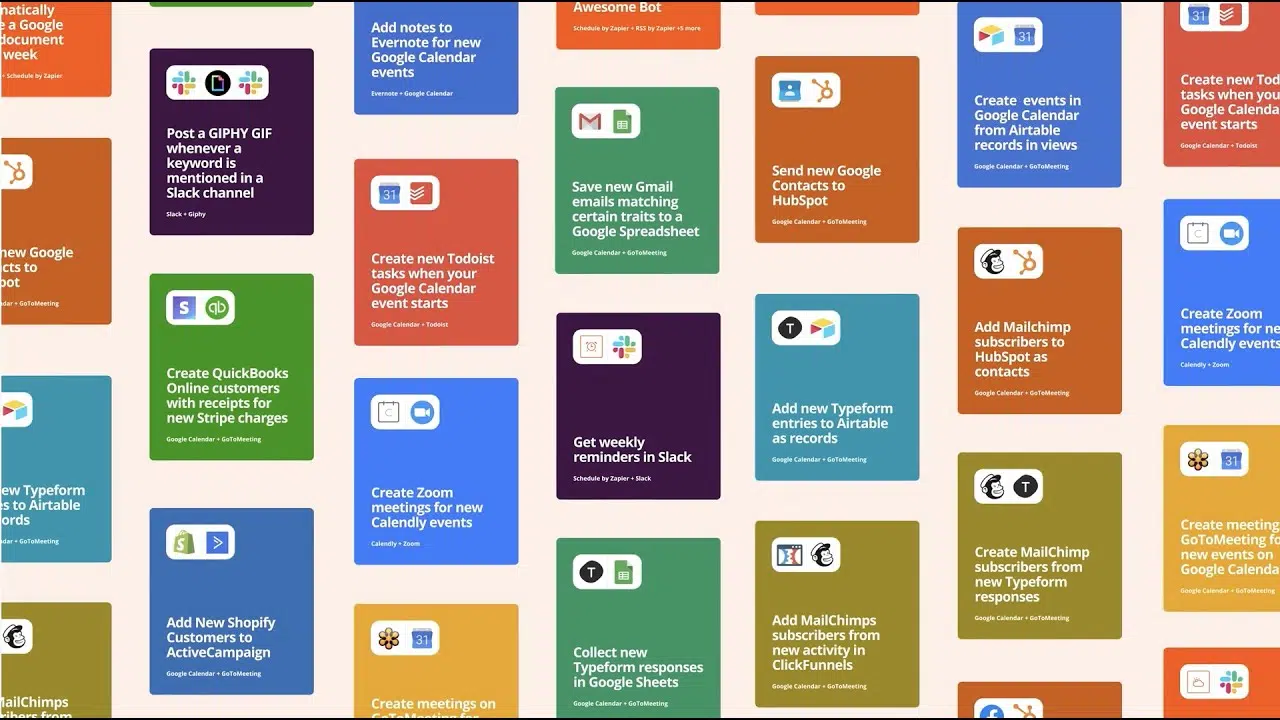 matically
e a Google
document
week
+ Schedule by Zapier
new Google
cts to
pot
dar + GoToMeeting
ew Typeform
es to Airtable
ords
dar + GoToMeeting
MailChimps
Post a GIPHY GIF
whenever a
keyword is
mentioned in a
Slack channel
Slack + Giphy
Create QuickBooks
Online customers
with receipts for
new Stripe charges
Google Calendar + GoToMeeting
Add New Shopify
Customers to
ActiveCampaign
Google Calendar + GoToMeeting
Add notes to
Evernote for new
Google Calendar
events
Evernote + Google Calendar
31
Create new Todoist
tasks when your
Google Calendar
event starts
Google Calendar + Todoist
C
Create Zoom
meetings for new
Calendly events
Calendly + Zoom
31
Create meetings on
Awesome Bot
Schedule by Zapier + RSS by Zapier +5 more
Save new Gmail
emails matching
certain traits to a
Google Spreadsheet
Google Calendar + GoToMeeting
Get weekly
reminders in Slack
Schedule by Zapier + Slack
T
Collect new
Typeform responses
in Google Sheets
Google Calendar + GoToMeeting
Send new Google
Contacts to
HubSpot
Google Calendar + GoToMeeting
T
Add new Typeform
entries to Airtable
as records
Google Calendar + GoToMeeting
Add MailChimps
subscribers from
new activity in
ClickFunnels
Google Calendar + GoToMeeting
31
Create events in
Google Calendar
from Airtable
records in views
Google Calendar + GoToMeeting
Add Mailchimp
subscribers to
HubSpot as
contacts
Google Calendar + GoToMeeting
T
Create MailChimp
subscribers from
new Typeform
responses
Google Calendar + GoToMeeting
31
Create new Tod
tasks when you
Google Calenda
event starts
Google Calendar + Todoist
C
Create Zoom
meetings for ne
Calendly events
Calendly + Zoom
31
Create meeting
GoToMeeting fo
new events on
Google Calenda
Google Calendar + GoToMeeting